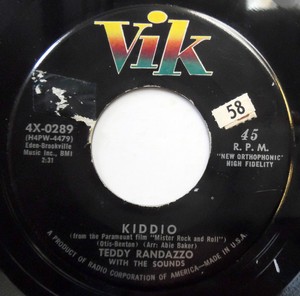 Vik
58
4X-0289
(H4PW-4479)
Eden-Brookville
Music Inc., BMI
2:31
45
R. P. M.
"NEW ORTHOPHONIC"
HIGH FIDELITY
KIDDIO
(from the Paramount film "Mister Rock and Roll")
(Otis-Benton) (Arr: Abie Baker)
TEDDY RANDAZZO
WITH THE SOUNDS
A PRODUCT OF RADIO CORPORATION OF AMERICA—MADE IN U.S.A.